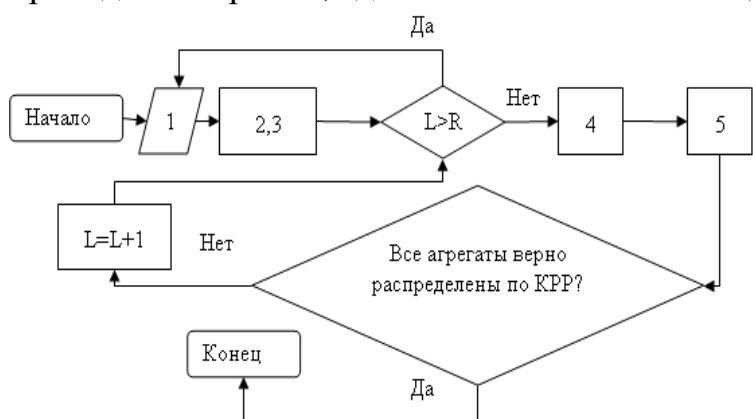 Да
Начало
1
2,3
L>R
Нет
4
5
L=L+1
Нет
Все агрегаты верно
распределены по КРР?
Конец
Да